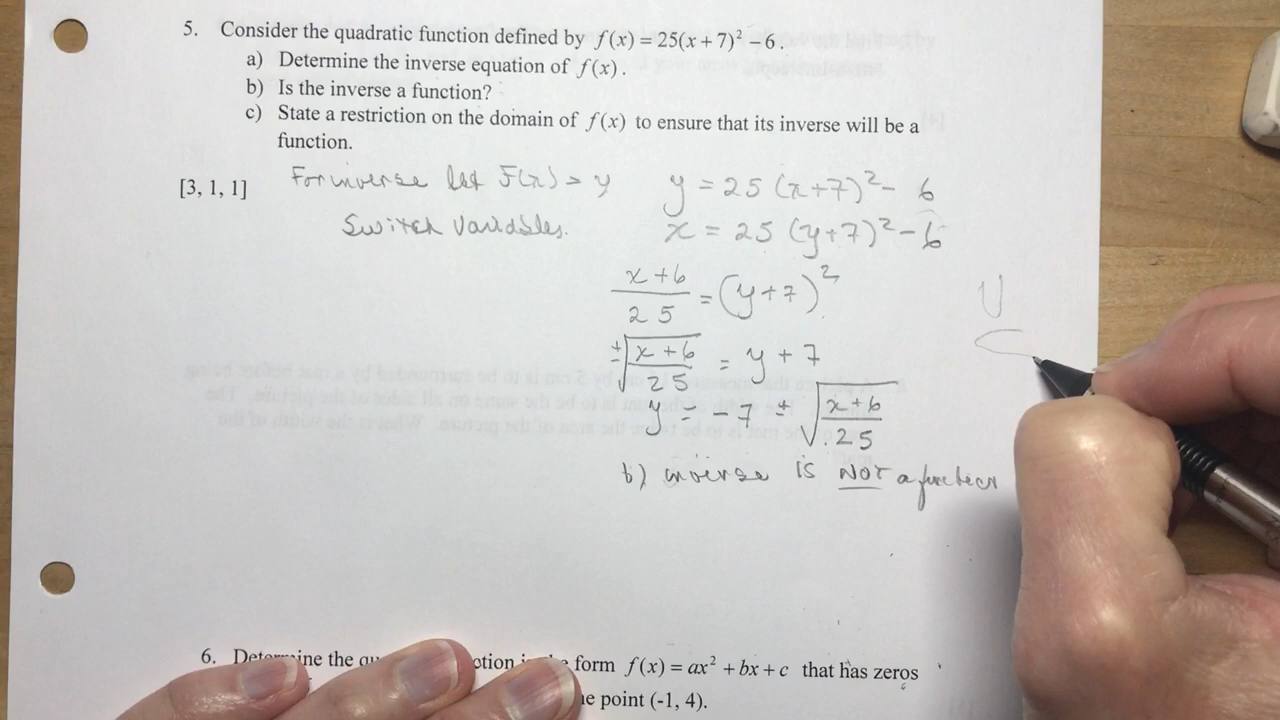 5. Consider the quadratic function defined by f(x) = 25(x+7)² − 6.
a) Determine the inverse equation of f(x).
b) Is the inverse a function?
c) State a restriction on the domain of f(x) to ensure that its inverse will be a
function.
[3, 1, 1]
For inverse let f(x) = y y = 25 (x+7)² − 6
Switch variables. x = 25 (y+7)² − 6
x + 6 / 25 = (y+7)²
± √(x + 6 / 25) = y + 7
y = −7 ± √(x + 6 / 25)
b) inverse is NOT a function
6. the form f(x) = ax² + bx + c that has zeros
point (-1, 4).